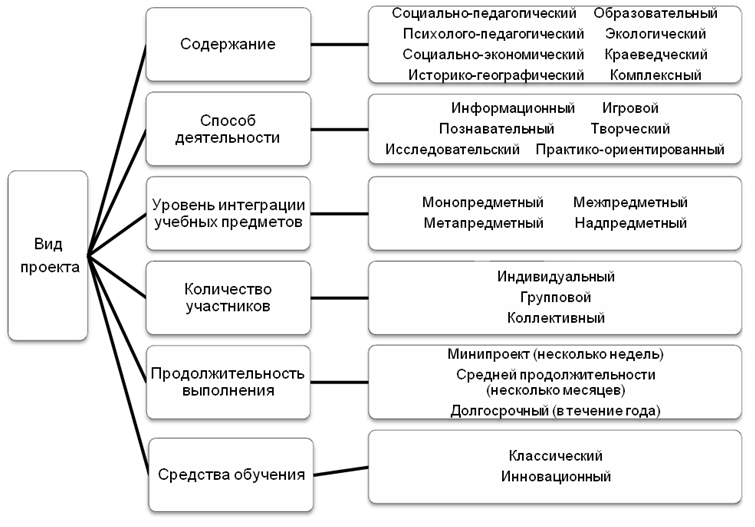 Вид
проекта
Содержание
Социально-педагогический Образовательный
Психолого-педагогический Экологический
Социально-экономический Краеведческий
Историко-географический Комплексный
Способ
деятельности
Информационный Игровой
Познавательный Творческий
Исследовательский Практико-ориентированный
Уровень интеграции
учебных предметов
Монопредметный Межпредметный
Метапредметный Надпредметный
Количество
участников
Индивидуальный
Групповой
Коллективный
Продолжительность
выполнения
Минипроект (несколько недель)
Средней продолжительности
(несколько месяцев)
Долгосрочный (в течение года)
Средства обучения
Классический
Инновационный